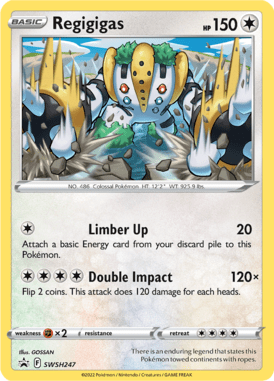 BASIC Regigigas HP 150
NO. 486 Colossal Pokémon HT: 12'2" WT: 925.9 lbs.
Limber Up 20
Attach a basic Energy card from your discard pile to this
Pokémon.
Double Impact 120×
Flip 2 coins. This attack does 120 damage for each heads.
weakness ×2 resistance retreat
Illus. GOSSAN
F SWSH247
There is an enduring legend that states this
Pokémon towed continents with ropes.
©2022 Pokémon / Nintendo / Creatures / GAME FREAK